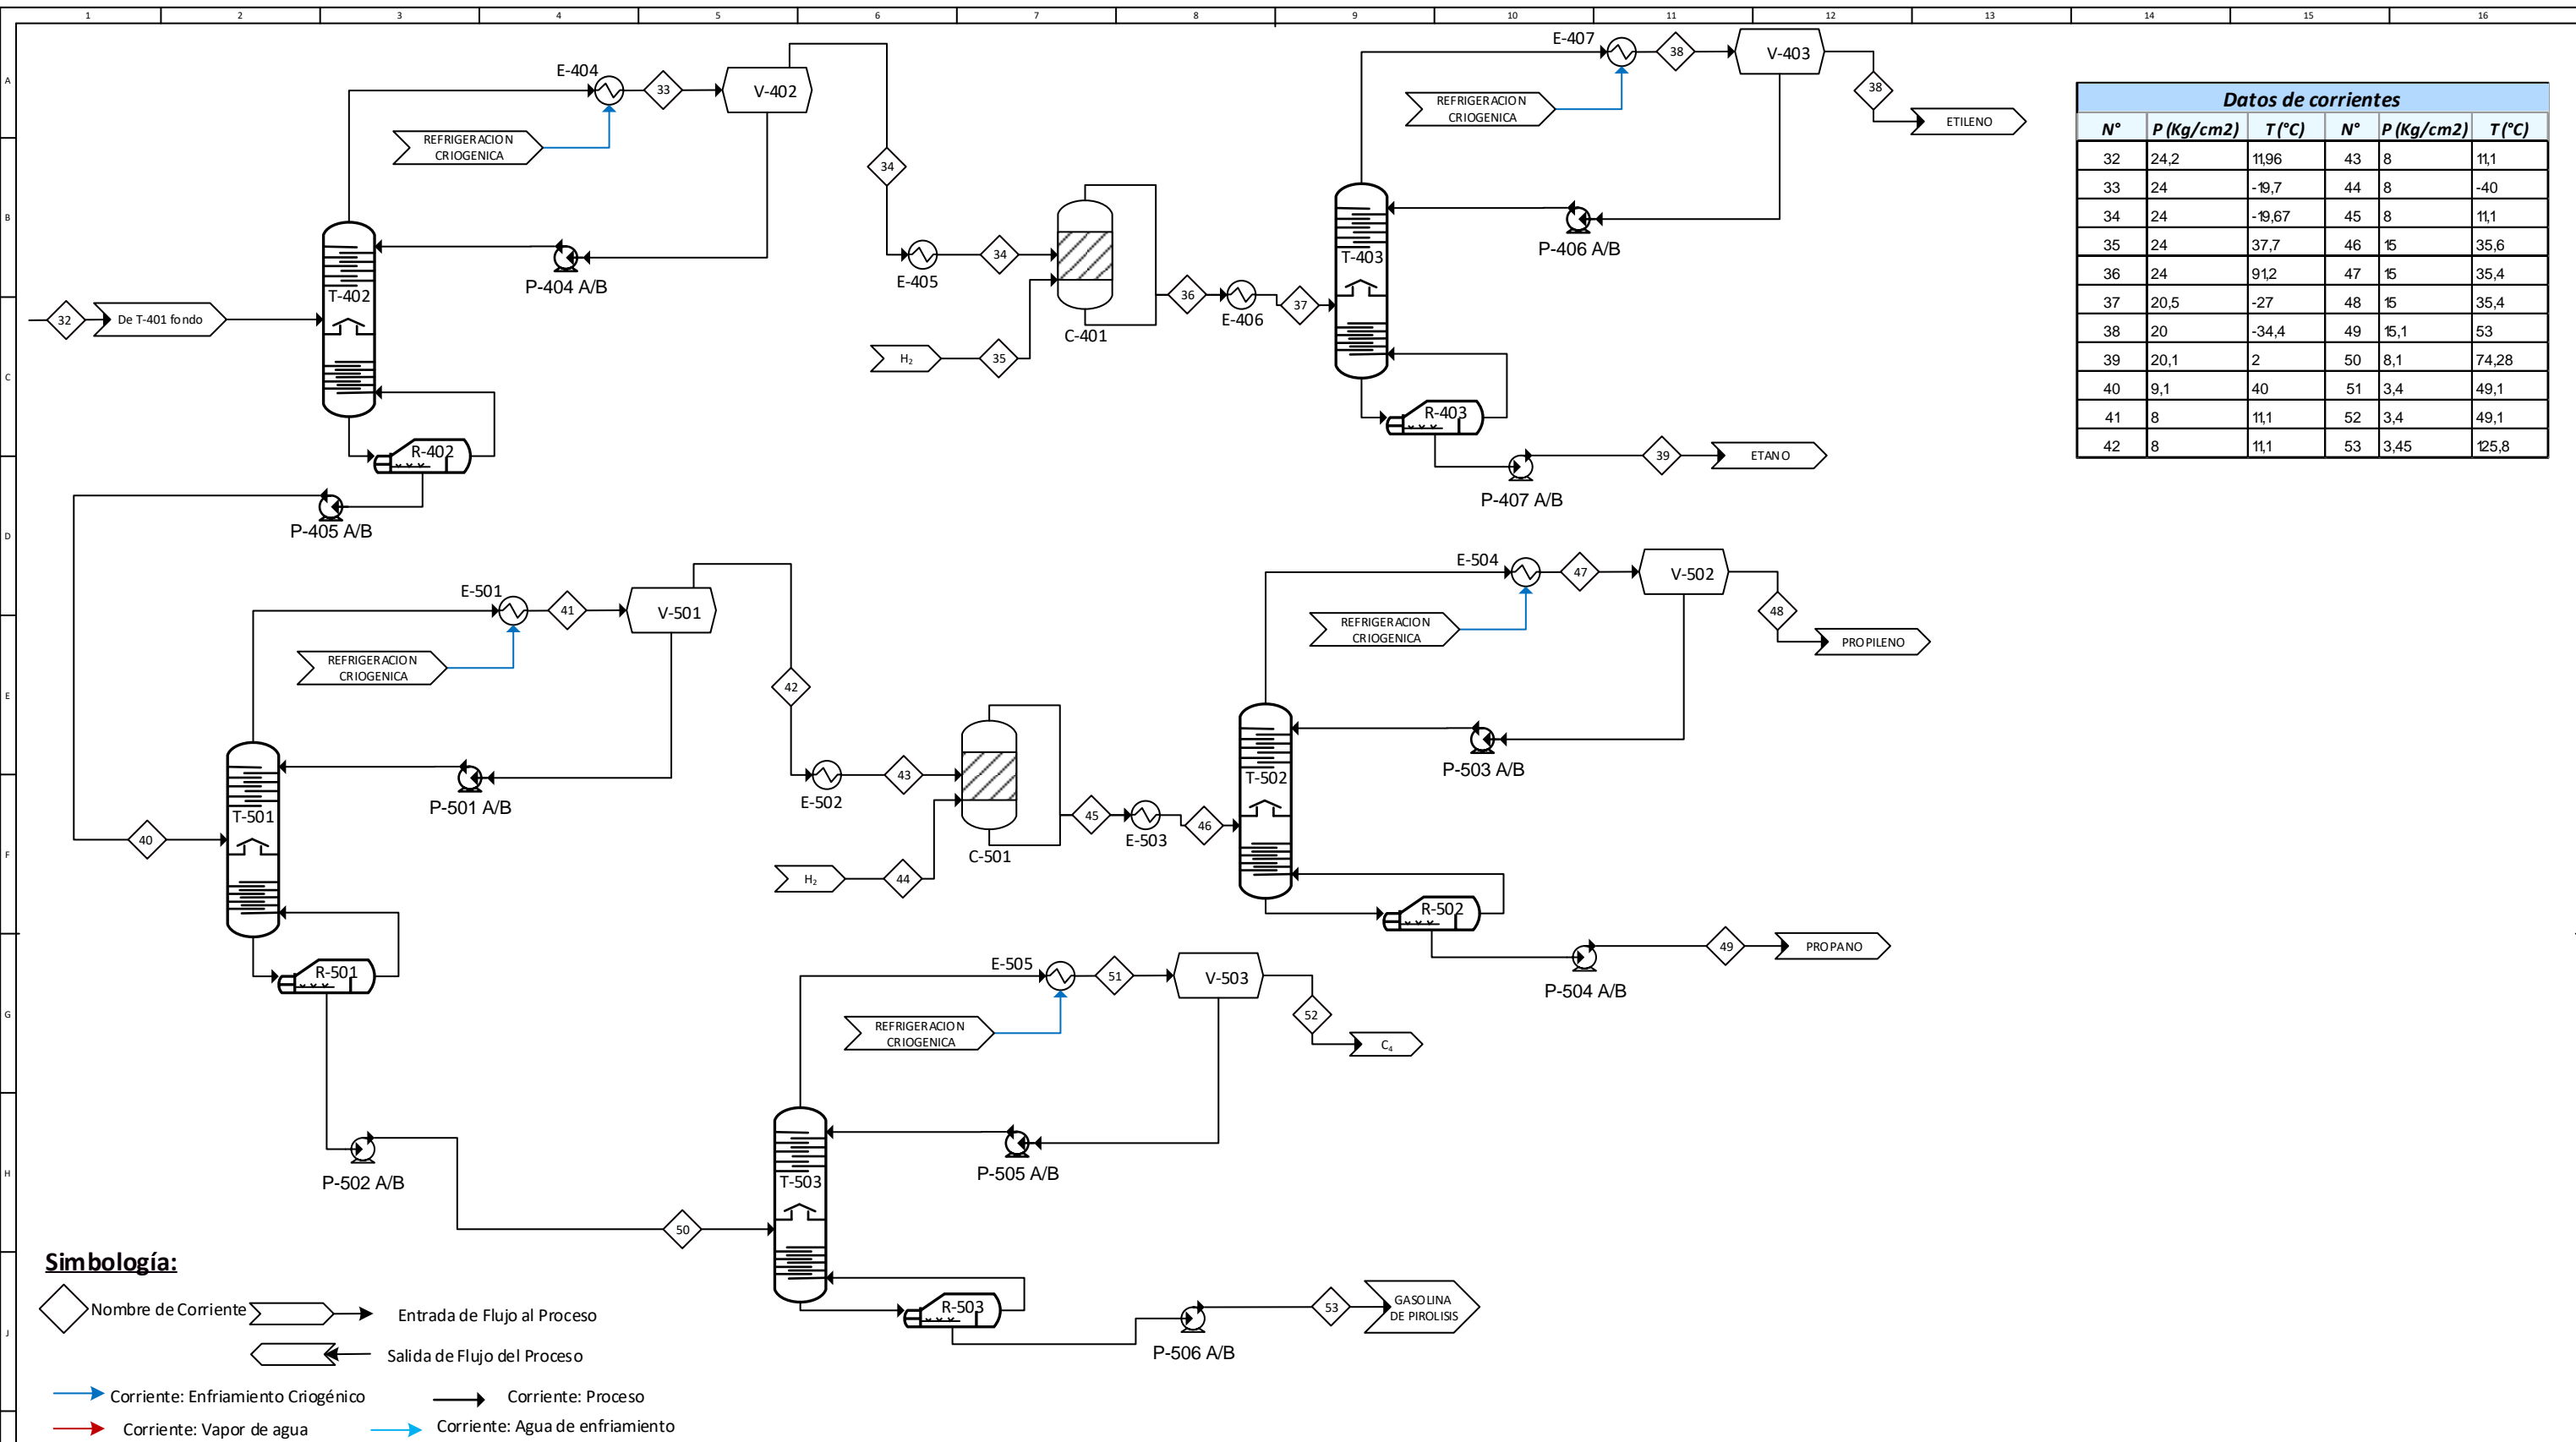 1 2 3 4 5 6 7 8 9 10 11 12 13 14 15 16
A
B
C
D
E
F
G
H
J
E-404
33
V-402
REFRIGERACION
CRIOGENICA
34
T-402
P-404 A/B
32
De T-401 fondo
R-402
P-405 A/B
E-405
34
H₂
35
C-401
36
E-406
37
E-407
38
V-403
38
ETILENO
REFRIGERACION
CRIOGENICA
T-403
P-406 A/B
R-403
39
ETANO
P-407 A/B
Datos de corrientes
N° P (Kg/cm2) T (°C) N° P (Kg/cm2) T (°C)
32 24,2 11,96 43 8 11,1
33 24 -19,7 44 8 -40
34 24 -19,67 45 8 11,1
35 24 37,7 46 15 35,6
36 24 91,2 47 15 35,4
37 20,5 -27 48 15 35,4
38 20 -34,4 49 15,1 53
39 20,1 2 50 8,1 74,28
40 9,1 40 51 3,4 49,1
41 8 11,1 52 3,4 49,1
42 8 11,1 53 3,45 125,8
E-501
41
V-501
REFRIGERACION
CRIOGENICA
42
T-501
P-501 A/B
40
R-501
P-502 A/B
E-502
43
H₂
44
C-501
45
E-503
46
E-504
47
V-502
48
PROPILENO
REFRIGERACION
CRIOGENICA
T-502
P-503 A/B
R-502
49
PROPANO
P-504 A/B
E-505
51
V-503
52
C₄
REFRIGERACION
CRIOGENICA
T-503
P-505 A/B
50
R-503
53
GASOLINA
DE PIROLISIS
P-506 A/B
Simbología:
Nombre de Corriente
Entrada de Flujo al Proceso
Salida de Flujo del Proceso
Corriente: Enfriamiento Criogénico
Corriente: Proceso
Corriente: Vapor de agua
Corriente: Agua de enfriamiento